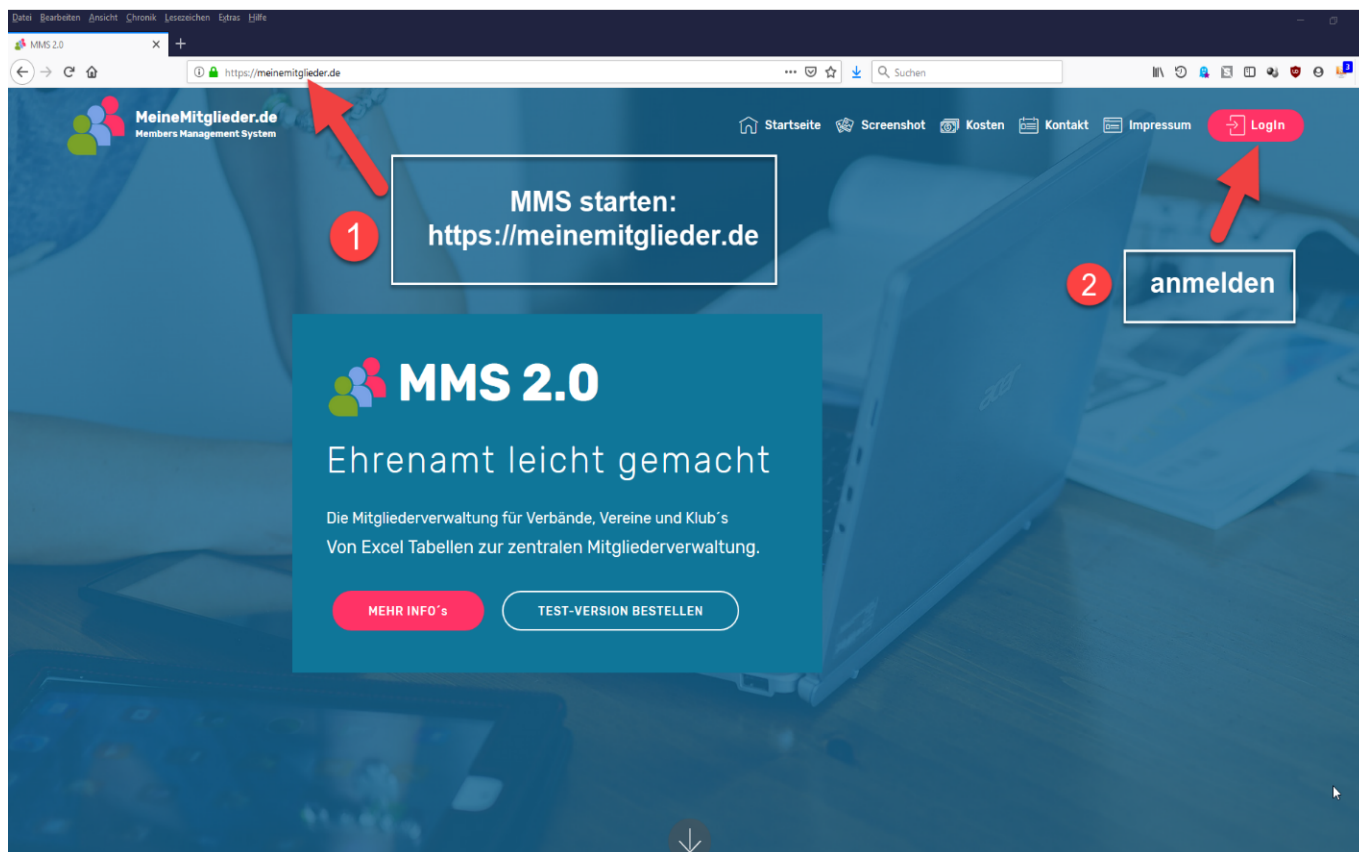 Datei Bearbeiten Ansicht Chronik Lesezeichen Extras Hilfe
MMS 2.0
https://meinemitglieder.de
Suchen
3
MeineMitglieder.de
Members Management System
Startseite Screenshot Kosten Kontakt Impressum LogIn
1
MMS starten:
https://meinemitglieder.de
2
anmelden
MMS 2.0
Ehrenamt leicht gemacht
Die Mitgliederverwaltung für Verbände, Vereine und Klub´s
Von Excel Tabellen zur zentralen Mitgliederverwaltung.
MEHR INFO´s
TEST-VERSION BESTELLEN
acer